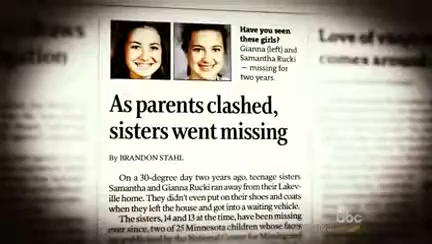 Have you seen
these girls?
Gianna (left) and
Samantha Rucki
— missing for
two years.
As parents clashed,
sisters went missing
By BRANDON STAHL
On a 30-degree day two years ago, teenage sisters
Samantha and Gianna Rucki ran away from their Lakev-
ille home. They didn't even put on their shoes and coats
when they left the house and got into a waiting vehicle.
The sisters, 14 and 13 at the time, have been missing
ever since, two of 25 Minnesota children whose faces
Love of
comes around
abc